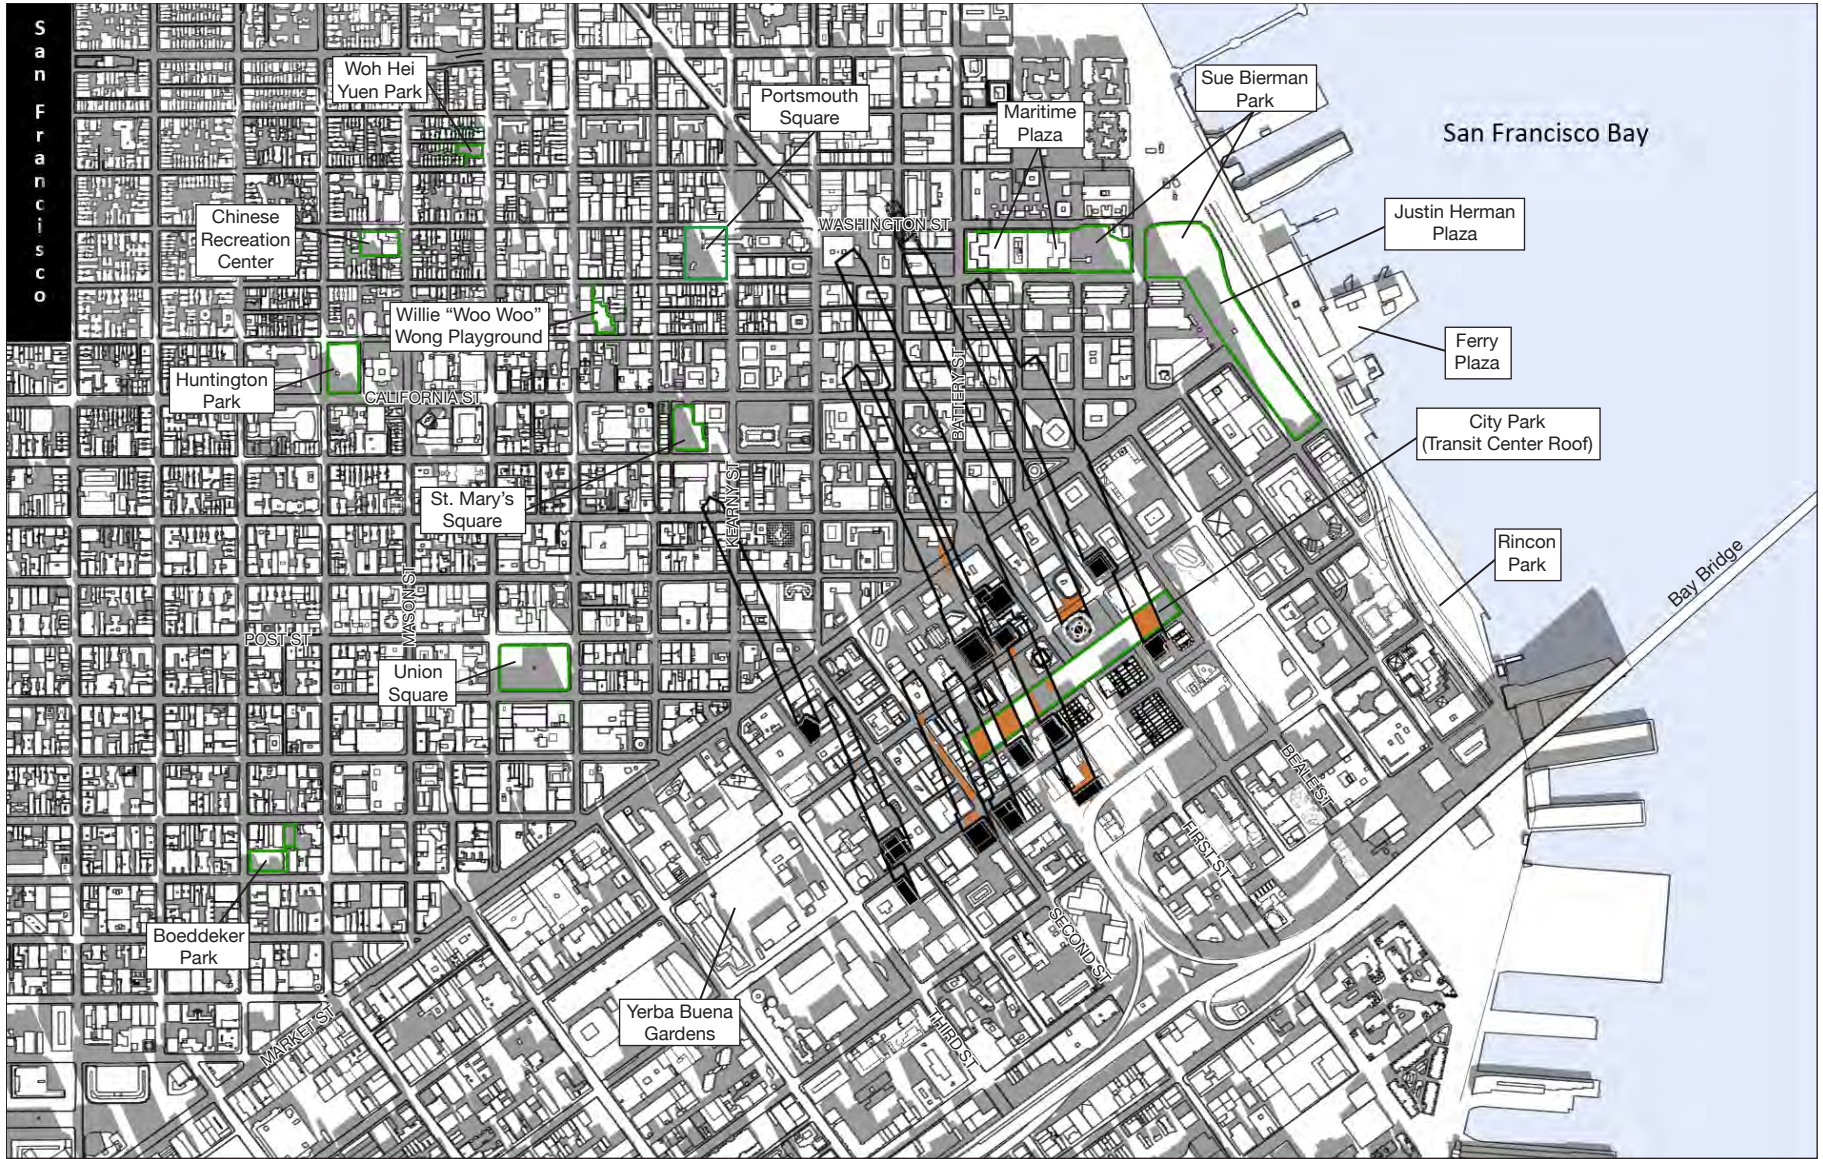 San Francisco
Woh Hei
Yuen Park
Portsmouth
Square
Maritime
Plaza
Sue Bierman
Park
San Francisco Bay
Chinese
Recreation
Center
WASHINGTON ST
Justin Herman
Plaza
Willie “Woo Woo”
Wong Playground
Ferry
Plaza
Huntington
Park
CALIFORNIA ST
BATTERY ST
City Park
(Transit Center Roof)
St. Mary’s
Square
KEARNY ST
Rincon
Park
Bay Bridge
MASON ST
POST ST
Union
Square
BEALE ST
FIRST ST
Boeddeker
Park
SECOND ST
Yerba Buena
Gardens
MARKET ST
THIRD ST